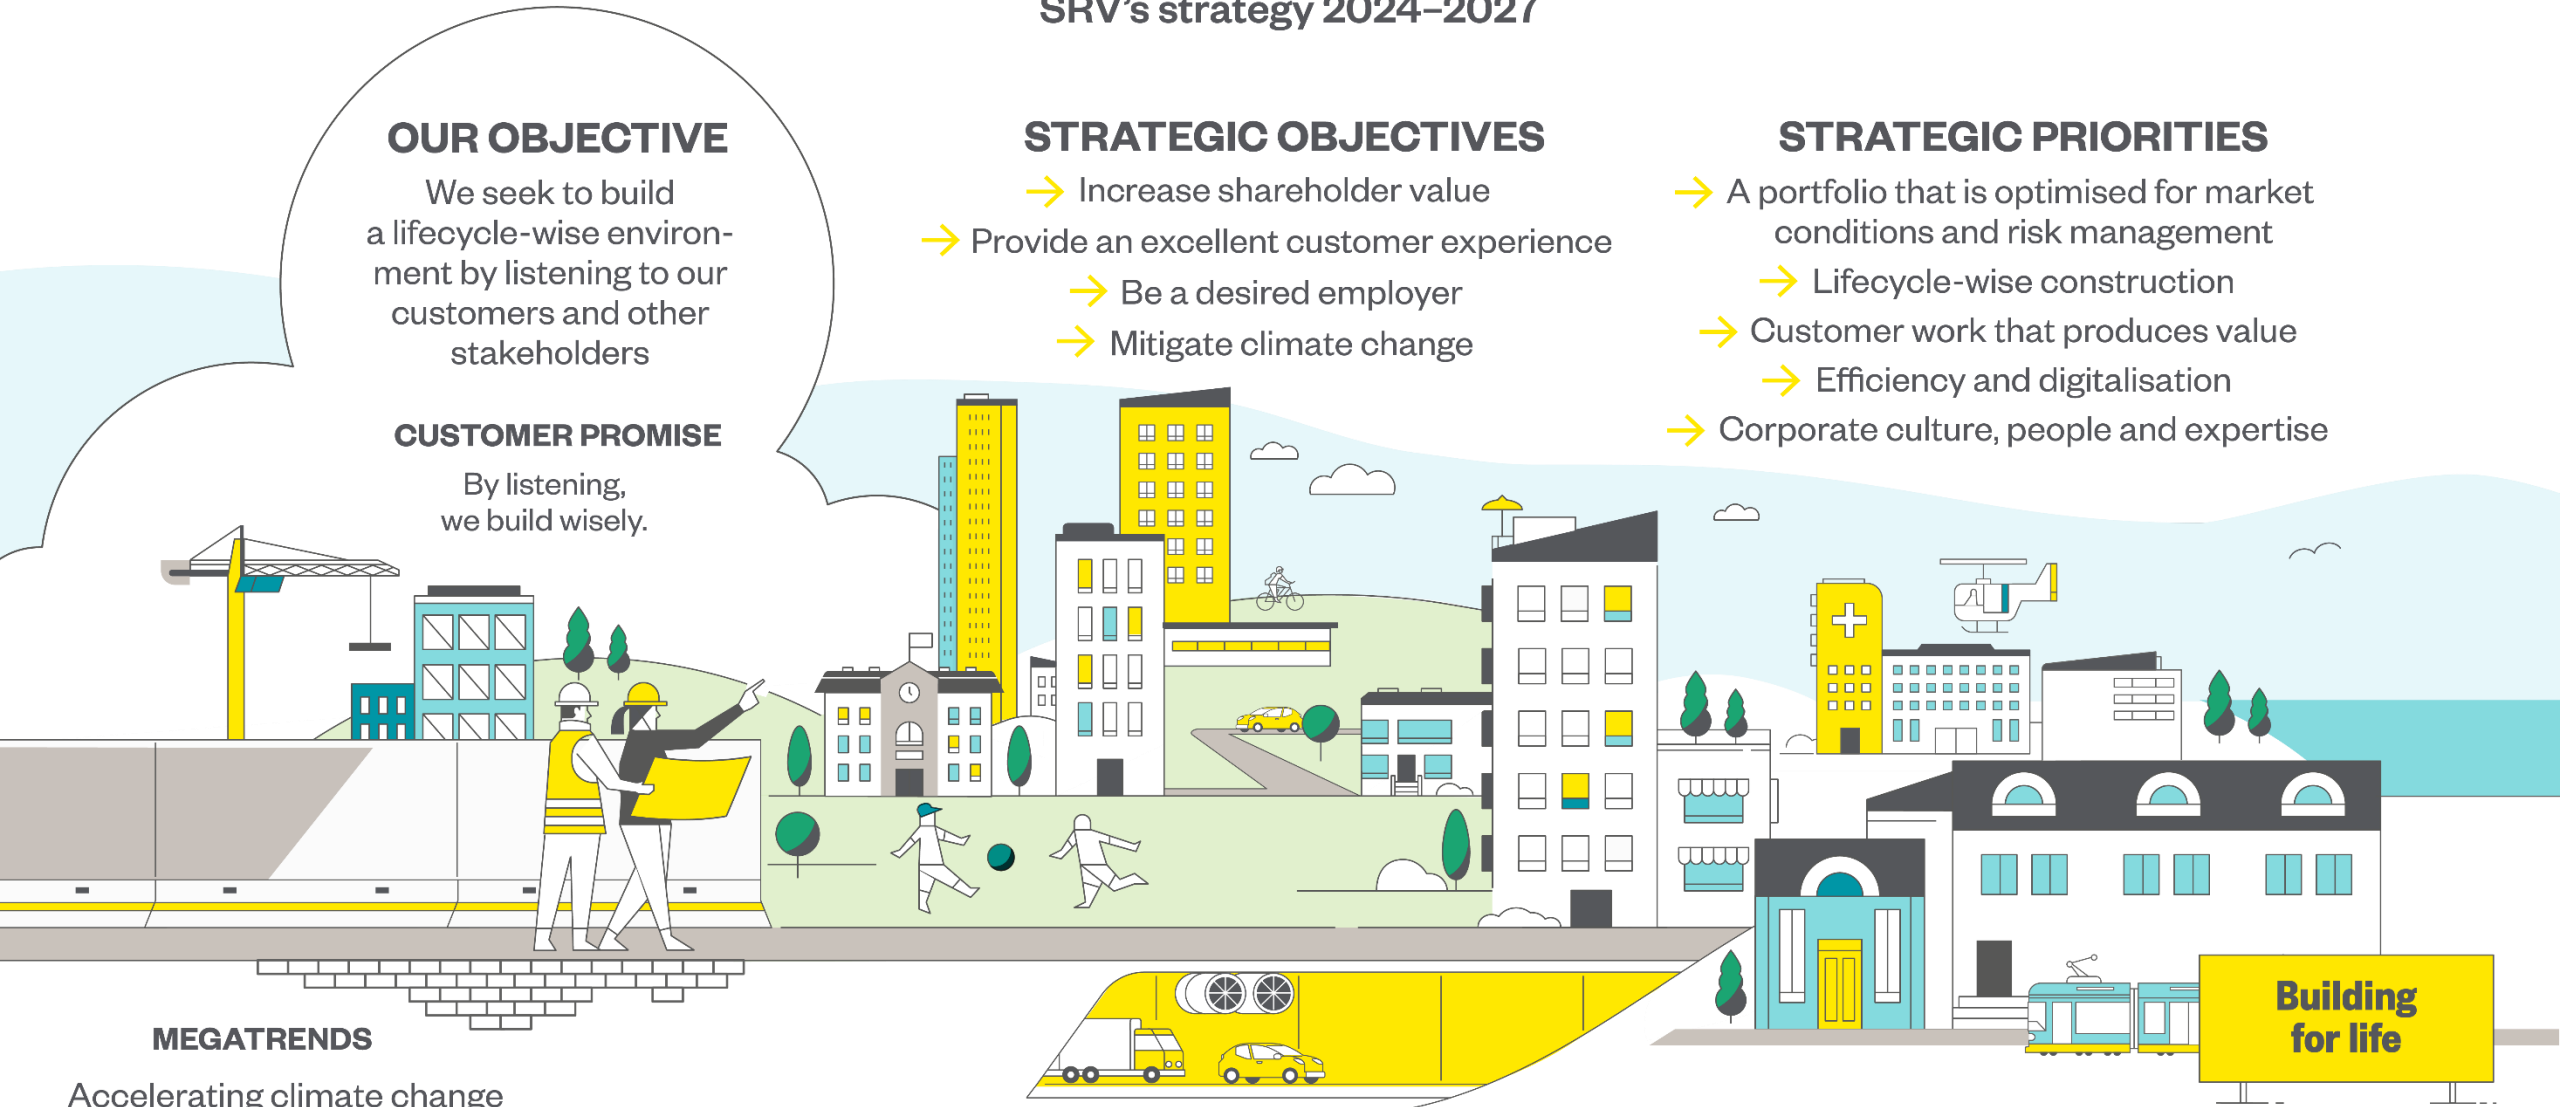 SRV's strategy 2024–2027
OUR OBJECTIVE
We seek to build
a lifecycle-wise environ-
ment by listening to our
customers and other
stakeholders
CUSTOMER PROMISE
By listening,
we build wisely.
STRATEGIC OBJECTIVES
→ Increase shareholder value
→ Provide an excellent customer experience
→ Be a desired employer
→ Mitigate climate change
STRATEGIC PRIORITIES
→ A portfolio that is optimised for market
conditions and risk management
→ Lifecycle-wise construction
→ Customer work that produces value
→ Efficiency and digitalisation
→ Corporate culture, people and expertise
MEGATRENDS
Accelerating climate change
Building
for life